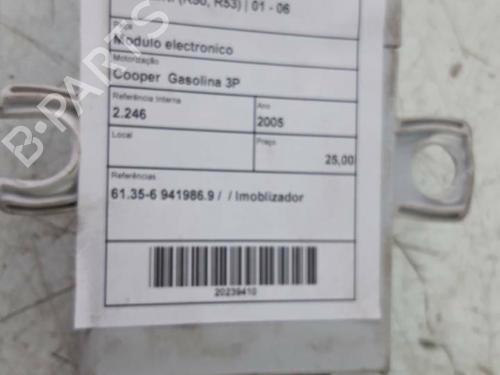 (R50, R53) | 01 - 06
Peça
Modulo electronico
Motorização
Cooper Gasolina 3P
Referência Interna
Ano
2.246
2005
Local
Preço
25,00
Referências
61.35-6 941986.9 / / Imoblizador
20239410
B-PARTS